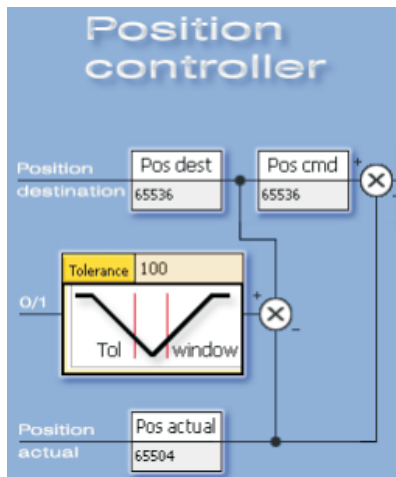 Position
controller
Pos dest
Pos cmd
Position
destination
65536
65536
+
-
Tolerance 100
0/1
+
-
Tol window
Position
actual
Pos actual
65504